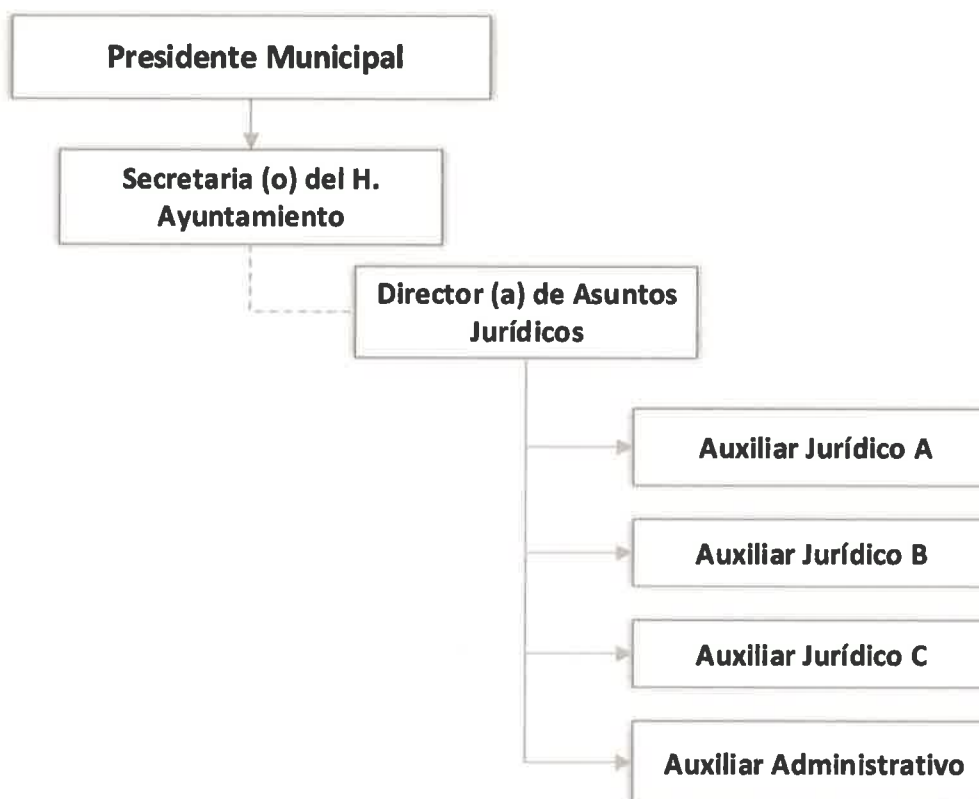 Presidente Municipal
Secretaria (o) del H.
Ayuntamiento
Director (a) de Asuntos
Jurídicos
Auxiliar Jurídico A
Auxiliar Jurídico B
Auxiliar Jurídico C
Auxiliar Administrativo